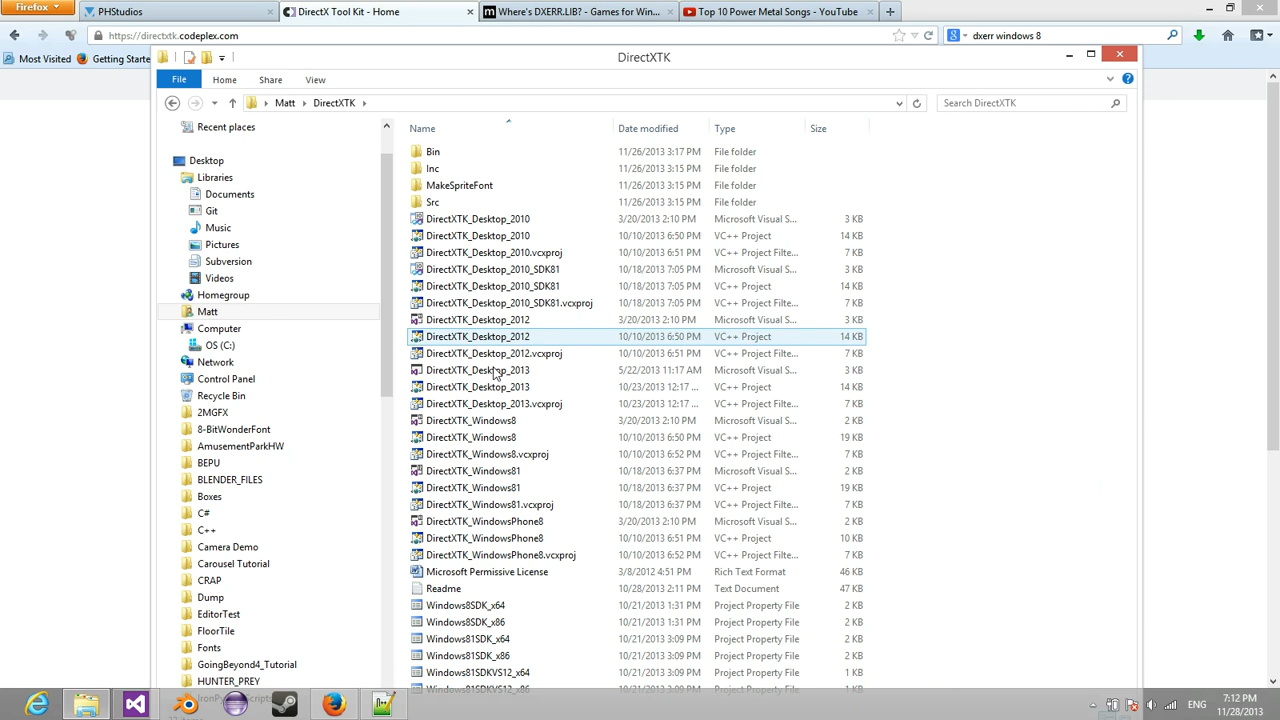 Firefox
PHStudios
DirectX Tool Kit - Home
Where's DXERR.LIB? - Games for Win...
Top 10 Power Metal Songs - YouTube
https://directxtk.codeplex.com
dxerr windows 8
Most Visited
Getting Starte
DirectXTK
File
Home
Share
View
Matt
DirectXTK
Search DirectXTK
Name
Date modified
Type
Size
Recent places
Desktop
Libraries
Documents
Git
Music
Pictures
Subversion
Videos
Homegroup
Matt
Computer
OS (C:)
Network
Control Panel
Recycle Bin
2MGFX
8-BitWonderFont
AmusementParkHW
BEPU
BLENDER_FILES
Boxes
C#
C++
Camera Demo
Carousel Tutorial
CRAP
Dump
EditorTest
FloorTile
Fonts
GoingBeyond4_Tutorial
HUNTER_PREY
Bin 11/26/2013 3:17 PM File folder
Inc 11/26/2013 3:15 PM File folder
MakeSpriteFont 11/26/2013 3:15 PM File folder
Src 11/26/2013 3:15 PM File folder
DirectXTK_Desktop_2010 3/20/2013 2:10 PM Microsoft Visual S... 3 KB
DirectXTK_Desktop_2010 10/10/2013 6:50 PM VC++ Project 14 KB
DirectXTK_Desktop_2010.vcxproj 10/10/2013 6:51 PM VC++ Project Filte... 7 KB
DirectXTK_Desktop_2010_SDK81 10/18/2013 7:05 PM Microsoft Visual S... 3 KB
DirectXTK_Desktop_2010_SDK81 10/18/2013 7:05 PM VC++ Project 14 KB
DirectXTK_Desktop_2010_SDK81.vcxproj 10/18/2013 7:05 PM VC++ Project Filte... 7 KB
DirectXTK_Desktop_2012 3/20/2013 2:10 PM Microsoft Visual S... 3 KB
DirectXTK_Desktop_2012 10/10/2013 6:50 PM VC++ Project 14 KB
DirectXTK_Desktop_2012.vcxproj 10/10/2013 6:51 PM VC++ Project Filte... 7 KB
DirectXTK_Desktop_2013 5/22/2013 11:17 AM Microsoft Visual S... 3 KB
DirectXTK_Desktop_2013 10/23/2013 12:17 ... VC++ Project 14 KB
DirectXTK_Desktop_2013.vcxproj 10/23/2013 12:17 ... VC++ Project Filte... 7 KB
DirectXTK_Windows8 3/20/2013 2:10 PM Microsoft Visual S... 2 KB
DirectXTK_Windows8 10/10/2013 6:50 PM VC++ Project 19 KB
DirectXTK_Windows8.vcxproj 10/10/2013 6:52 PM VC++ Project Filte... 7 KB
DirectXTK_Windows81 10/18/2013 6:37 PM Microsoft Visual S... 2 KB
DirectXTK_Windows81 10/18/2013 6:37 PM VC++ Project 19 KB
DirectXTK_Windows81.vcxproj 10/18/2013 6:37 PM VC++ Project Filte... 7 KB
DirectXTK_WindowsPhone8 3/20/2013 2:10 PM Microsoft Visual S... 2 KB
DirectXTK_WindowsPhone8 10/10/2013 6:51 PM VC++ Project 10 KB
DirectXTK_WindowsPhone8.vcxproj 10/10/2013 6:52 PM VC++ Project Filte... 7 KB
Microsoft Permissive License 3/8/2012 4:51 PM Rich Text Format 46 KB
Readme 10/28/2013 2:11 PM Text Document 47 KB
Windows8SDK_x64 10/21/2013 1:31 PM Project Property File 2 KB
Windows8SDK_x86 10/21/2013 1:31 PM Project Property File 2 KB
Windows81SDK_x64 10/21/2013 3:09 PM Project Property File 2 KB
Windows81SDK_x86 10/21/2013 3:09 PM Project Property File 2 KB
Windows81SDKVS12_x64 10/21/2013 3:09 PM Project Property File 1 KB
Windows81SDKVS12_x86 10/21/2013 3:09 PM Project Property File 1 KB
ENG
7:12 PM
11/28/2013